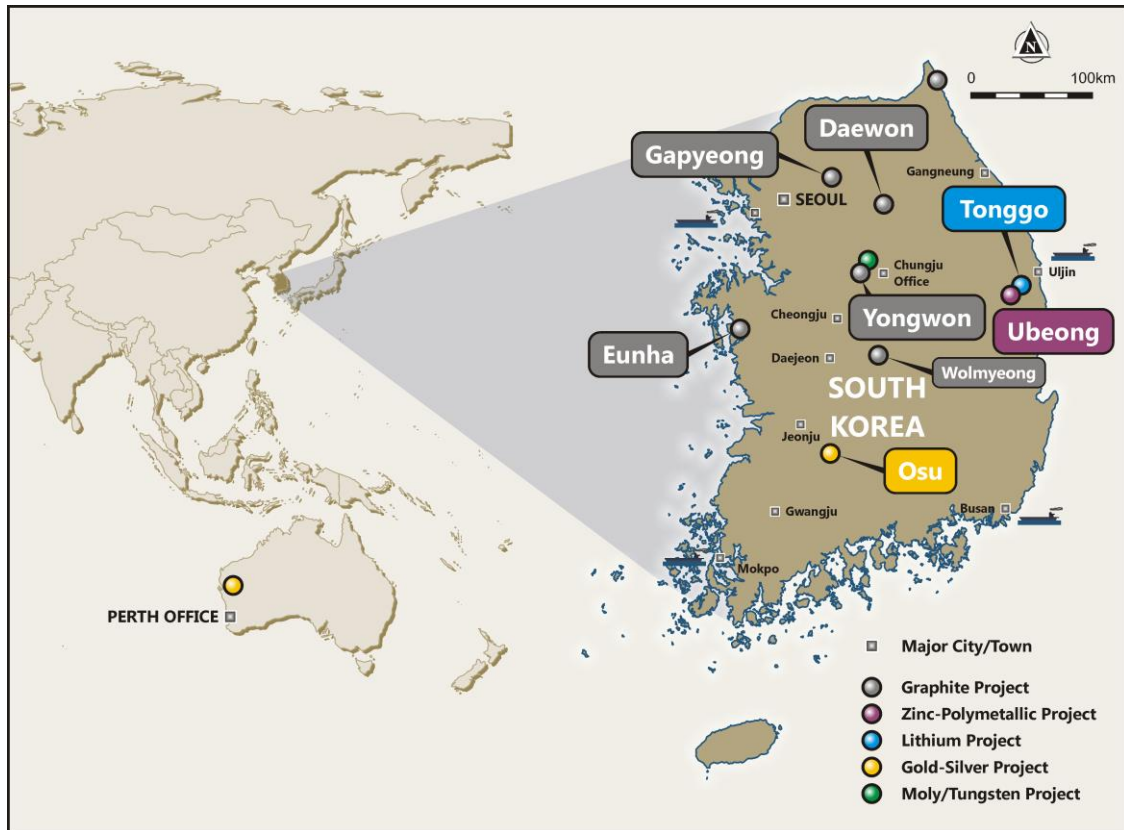 N
0 100km
Daewon
Gapyeong
Gangneung
SEOUL
Tonggo
Chungju
Office
Uljin
Yongwon
Cheongju
Ubeong
Eunha
Daejeon
Wolmyeong
SOUTH
KOREA
Jeonju
Osu
Gwangju
Busan
Mokpo
PERTH OFFICE
Major City/Town
Graphite Project
Zinc-Polymetallic Project
Lithium Project
Gold-Silver Project
Moly/Tungsten Project